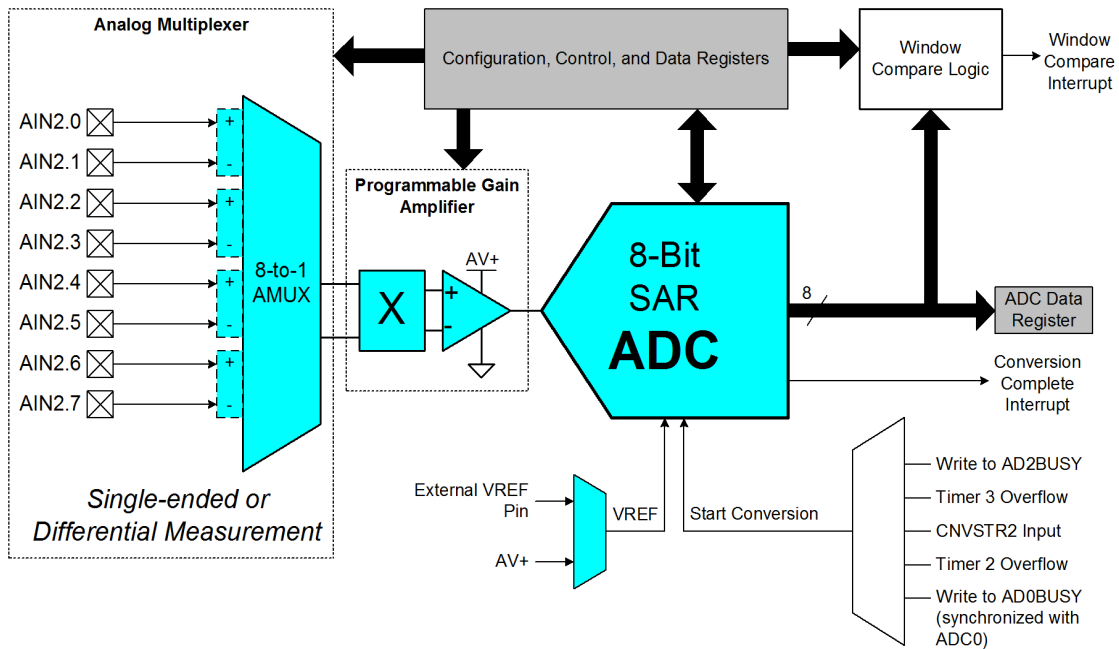 Analog Multiplexer
AIN2.0
AIN2.1
AIN2.2
AIN2.3
AIN2.4
AIN2.5
AIN2.6
AIN2.7
+
-
+
-
+
-
+
-
8-to-1
AMUX
Single-ended or
Differential Measurement
Configuration, Control, and Data Registers
Window
Compare Logic
Window
Compare
Interrupt
Programmable Gain
Amplifier
X
+
-
AV+
8-Bit
SAR
ADC
8
ADC Data
Register
Conversion
Complete
Interrupt
External VREF
Pin
AV+
VREF
Start Conversion
Write to AD2BUSY
Timer 3 Overflow
CNVSTR2 Input
Timer 2 Overflow
Write to AD0BUSY
(synchronized with
ADC0)